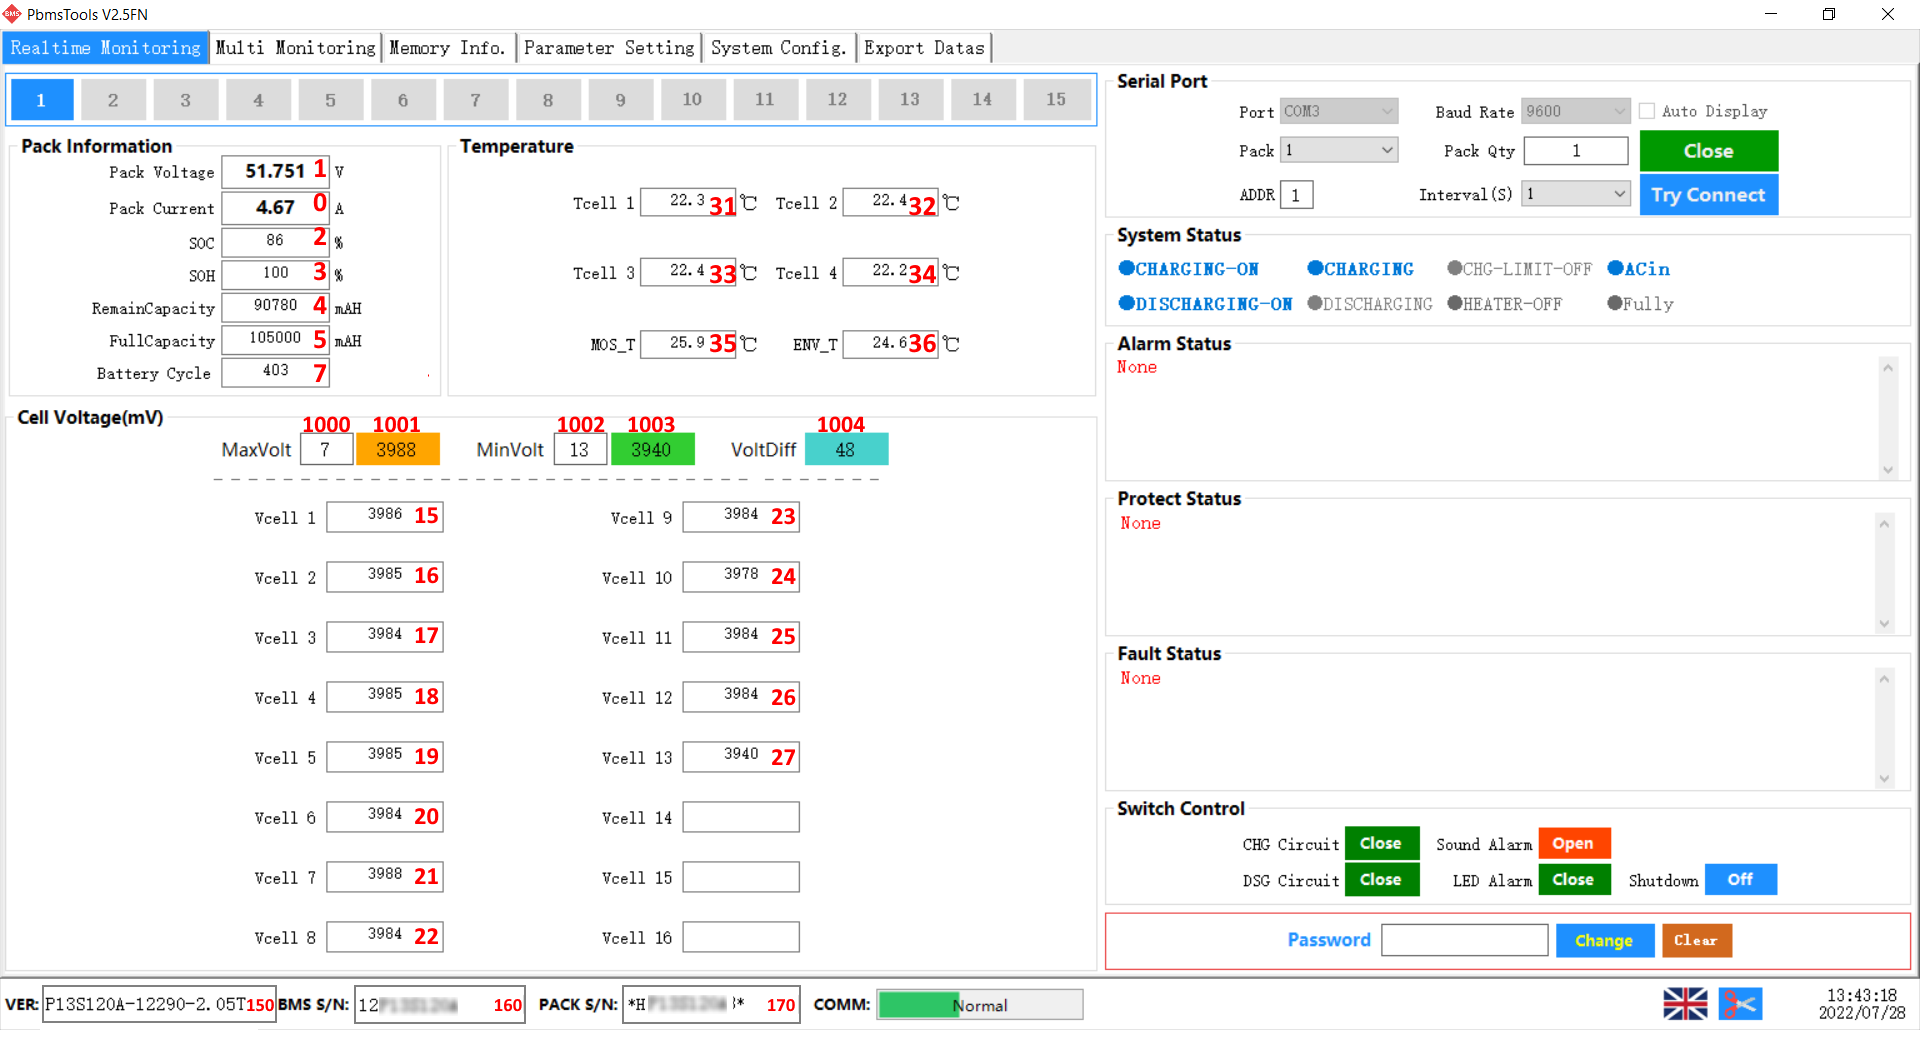 BMS PbmsTools V2.5FN
Realtime Monitoring Multi Monitoring Memory Info. Parameter Setting System Config. Export Datas
1 2 3 4 5 6 7 8 9 10 11 12 13 14 15
Pack Information
Pack Voltage 51.751 1 V
Pack Current 4.67 0 A
SOC 86 2 %
SOH 100 3 %
RemainCapacity 90780 4 mAH
FullCapacity 105000 5 mAH
Battery Cycle 403 7
Temperature
Tcell 1 22.3 31 ℃ Tcell 2 22.4 32 ℃
Tcell 3 22.4 33 ℃ Tcell 4 22.2 34 ℃
MOS_T 25.9 35 ℃ ENV_T 24.6 36 ℃
Cell Voltage(mV)
1000 1001 1002 1003 1004
MaxVolt 7 3988 MinVolt 13 3940 VoltDiff 48
Vcell 1 3986 15 Vcell 9 3984 23
Vcell 2 3985 16 Vcell 10 3978 24
Vcell 3 3984 17 Vcell 11 3984 25
Vcell 4 3985 18 Vcell 12 3984 26
Vcell 5 3985 19 Vcell 13 3940 27
Vcell 6 3984 20 Vcell 14
Vcell 7 3988 21 Vcell 15
Vcell 8 3984 22 Vcell 16
Serial Port
Port COM3 Baud Rate 9600 Auto Display
Pack 1 Pack Qty 1 Close
ADDR 1 Interval(S) 1 Try Connect
System Status
CHARGING-ON CHARGING CHG-LIMIT-OFF ACin
DISCHARGING-ON DISCHARGING HEATER-OFF Fully
Alarm Status
None
Protect Status
None
Fault Status
None
Switch Control
CHG Circuit Close Sound Alarm Open
DSG Circuit Close LED Alarm Close Shutdown Off
Password Change Clear
VER: P13S120A-12290-2.05T 150 BMS S/N: 12 160 PACK S/N: *H }* 170 COMM: Normal
13:43:18
2022/07/28